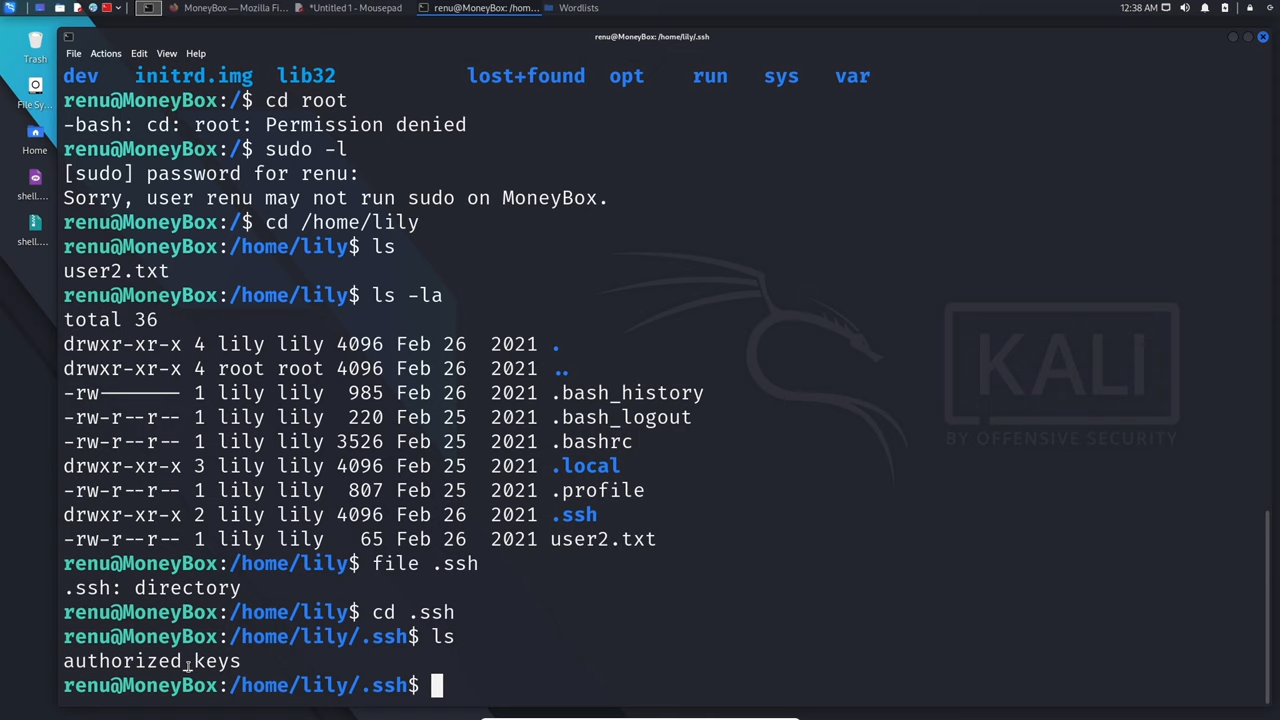 MoneyBox — Mozilla Fi...
*Untitled 1 - Mousepad
renu@MoneyBox: /hom...
Wordlists
12:38 AM
renu@MoneyBox: /home/lily/.ssh
File Actions Edit View Help
Trash
File Sy...
Home
shell....
shell....
dev initrd.img lib32 lost+found opt run sys var
renu@MoneyBox:/$ cd root
-bash: cd: root: Permission denied
renu@MoneyBox:/$ sudo -l
[sudo] password for renu:
Sorry, user renu may not run sudo on MoneyBox.
renu@MoneyBox:/$ cd /home/lily
renu@MoneyBox:/home/lily$ ls
user2.txt
renu@MoneyBox:/home/lily$ ls -la
total 36
drwxr-xr-x 4 lily lily 4096 Feb 26  2021 .
drwxr-xr-x 4 root root 4096 Feb 26  2021 ..
-rw------- 1 lily lily  985 Feb 26  2021 .bash_history
-rw-r--r-- 1 lily lily  220 Feb 25  2021 .bash_logout
-rw-r--r-- 1 lily lily 3526 Feb 25  2021 .bashrc
drwxr-xr-x 3 lily lily 4096 Feb 25  2021 .local
-rw-r--r-- 1 lily lily  807 Feb 25  2021 .profile
drwxr-xr-x 2 lily lily 4096 Feb 26  2021 .ssh
-rw-r--r-- 1 lily lily   65 Feb 26  2021 user2.txt
renu@MoneyBox:/home/lily$ file .ssh
.ssh: directory
renu@MoneyBox:/home/lily$ cd .ssh
renu@MoneyBox:/home/lily/.ssh$ ls
authorized_keys
renu@MoneyBox:/home/lily/.ssh$
KALI
BY OFFENSIVE SECURITY